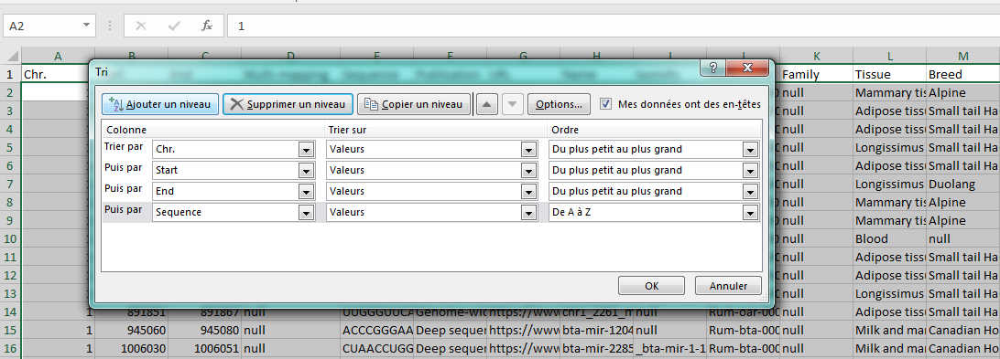 A2 fx 1
A B C D E F G H I J K L M
1 Chr. Family Tissue Breed
Tri
Ajouter un niveau Supprimer un niveau Copier un niveau Options... Mes données ont des en-têtes
Colonne Trier sur Ordre
Trier par Chr. Valeurs Du plus petit au plus grand
Puis par Start Valeurs Du plus petit au plus grand
Puis par End Valeurs Du plus petit au plus grand
Puis par Sequence Valeurs De A à Z
OK Annuler
2 null Mammary tis Alpine
3 null Adipose tiss Small tail Ha
4 null Adipose tiss Small tail Ha
5 null Longissimus Small tail Ha
6 null Adipose tiss Small tail Ha
7 null Longissimus Duolang
8 null Mammary tis Alpine
9 null Mammary tis Alpine
10 null Blood null
11 null Adipose tiss Small tail Ha
12 null Adipose tiss Small tail Ha
13 null Longissimus Small tail Ha
14 1 891851 891867 null UUGGGUUCA Genome-wid https://www chr1_2261_m null Rum-oar-000 null Adipose tiss Small tail Ha
15 1 945060 945080 null ACCCGGGAA Deep sequen https://www bta-mir-1204 null Rum-bta-000 null Milk and mar Canadian Ho
16 1 1006030 1006051 null CUAACCUGG Deep sequen https://www bta-mir-2285 _bta-mir-1-1 Rum-bta-000 null Milk and mar Canadian Ho